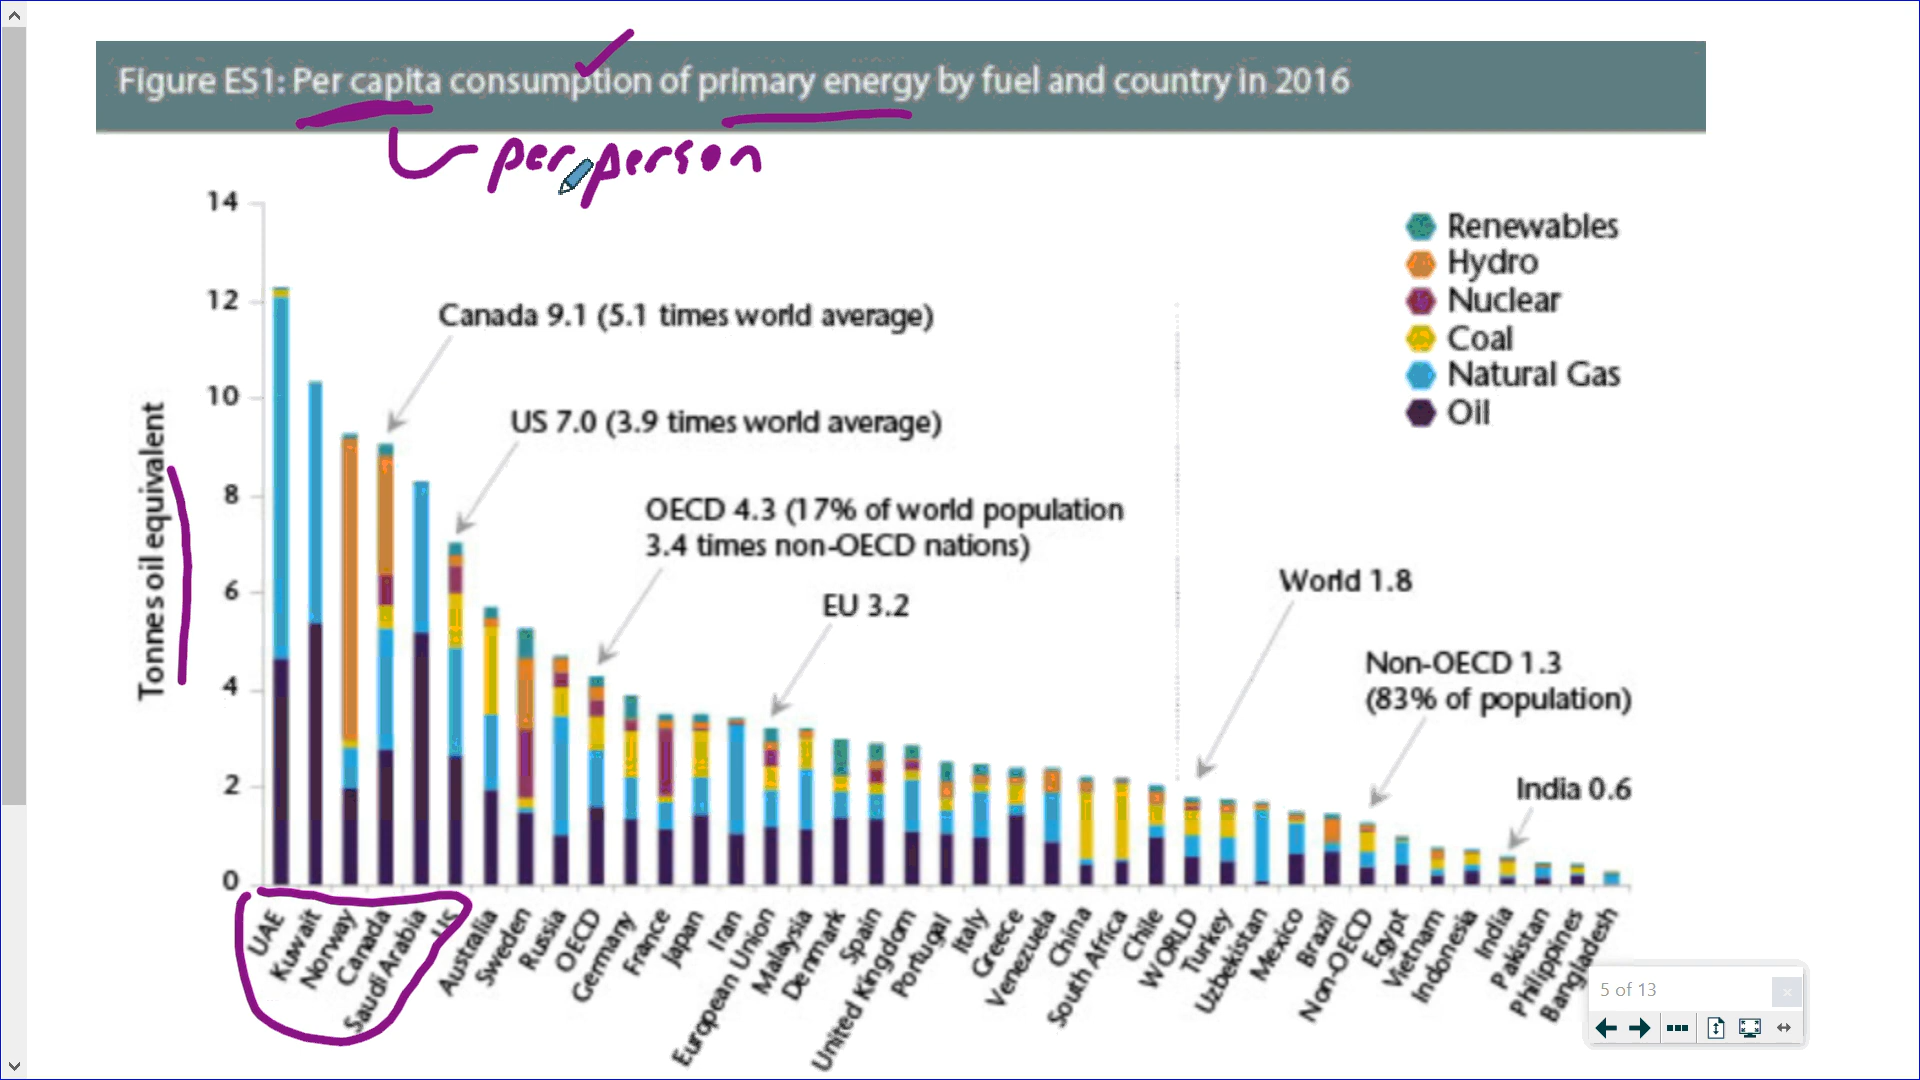 Figure ES1: Per capita consumption of primary energy by fuel and country in 2016
per person
14
12
10
8
6
4
2
0
Tonnes oil equivalent
Canada 9.1 (5.1 times world average)
US 7.0 (3.9 times world average)
OECD 4.3 (17% of world population
3.4 times non-OECD nations)
EU 3.2
World 1.8
Non-OECD 1.3
(83% of population)
India 0.6
Renewables
Hydro
Nuclear
Coal
Natural Gas
Oil
UAE
Kuwait
Norway
Canada
Saudi Arabia
US
Australia
Sweden
Russia
OECD
Germany
France
Japan
Iran
European Union
Malaysia
Denmark
Spain
United Kingdom
Portugal
Italy
Greece
Venezuela
China
South Africa
Chile
WORLD
Turkey
Uzbekistan
Mexico
Brazil
Non-OECD
Egypt
Vietnam
Indonesia
India
Pakistan
Philippines
Bangladesh
5 of 13